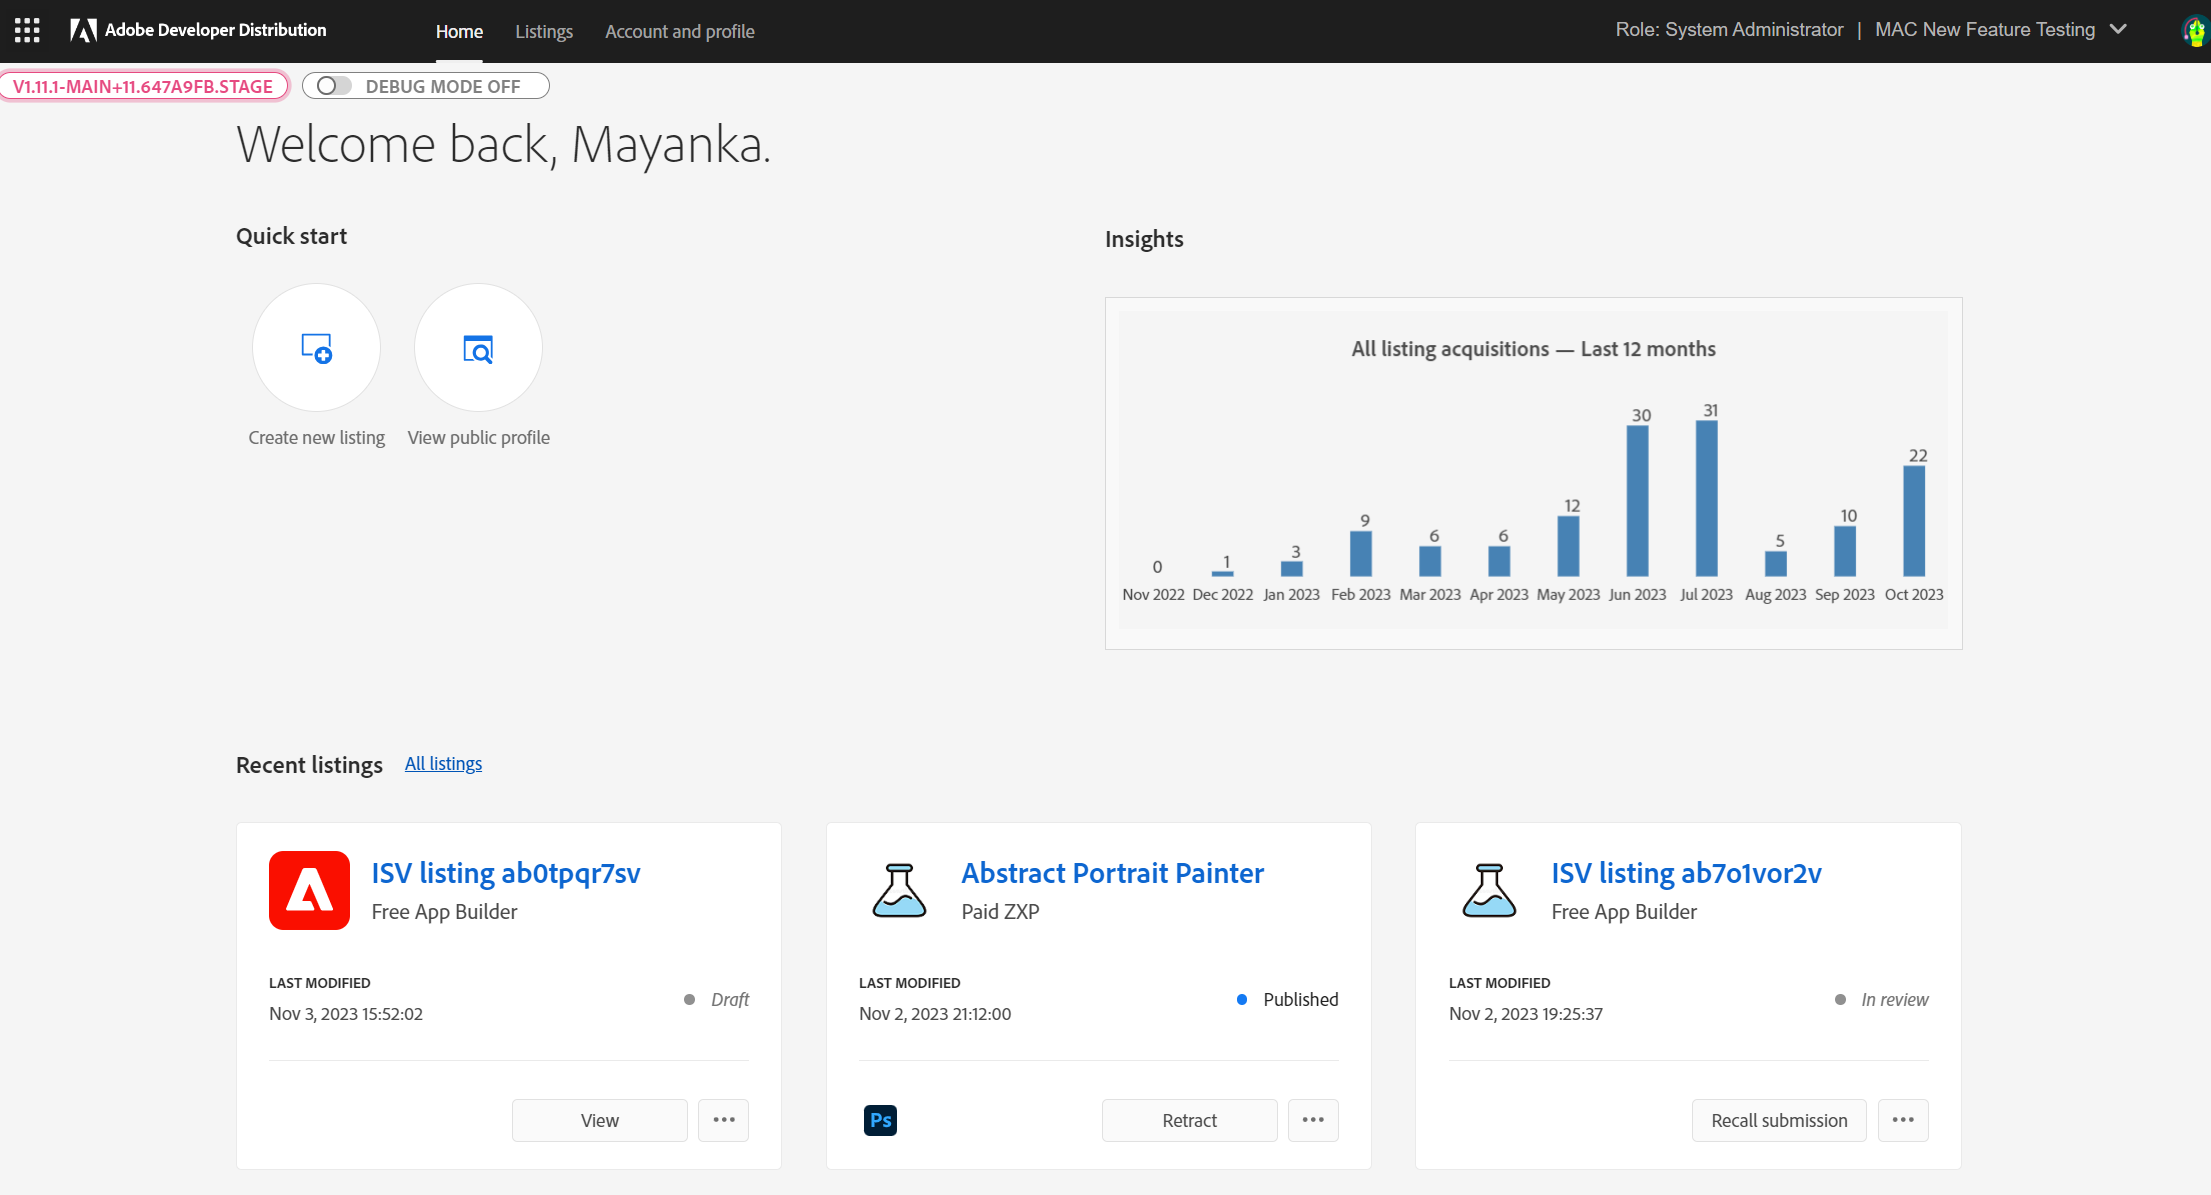 Adobe Developer Distribution
Home Listings Account and profile
Role: System Administrator | MAC New Feature Testing
V1.11.1-MAIN+11.647A9FB.STAGE
DEBUG MODE OFF
Welcome back, Mayanka.
Quick start
Create new listing
View public profile
Insights
All listing acquisitions — Last 12 months
0 1 3 9 6 6 12 30 31 5 10 22
Nov 2022 Dec 2022 Jan 2023 Feb 2023 Mar 2023 Apr 2023 May 2023 Jun 2023 Jul 2023 Aug 2023 Sep 2023 Oct 2023
Recent listings All listings
ISV listing ab0tpqr7sv
Free App Builder
LAST MODIFIED
Nov 3, 2023 15:52:02
Draft
View
Abstract Portrait Painter
Paid ZXP
LAST MODIFIED
Nov 2, 2023 21:12:00
Published
Ps
Retract
ISV listing ab7o1vor2v
Free App Builder
LAST MODIFIED
Nov 2, 2023 19:25:37
In review
Recall submission